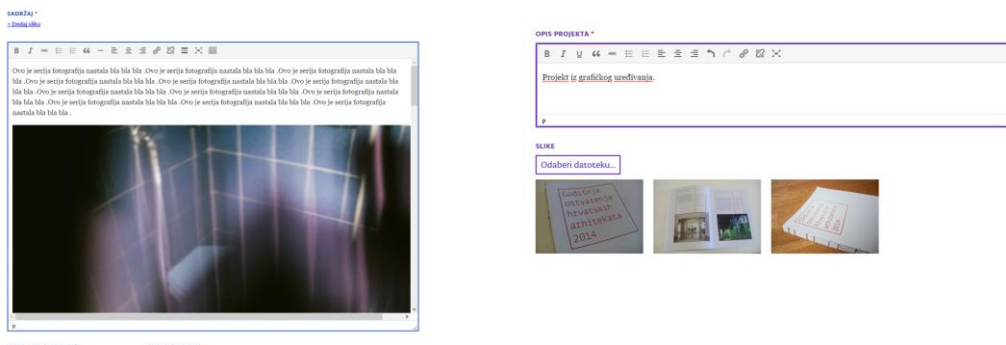 SADRŽAJ *
+ Dodaj sliku
Ovo je serija fotografija nastala bla bla bla .Ovo je serija fotografija nastala bla bla bla .Ovo je serija fotografija nastala bla bla
bla .Ovo je serija fotografija nastala bla bla bla .Ovo je serija fotografija nastala bla bla bla .Ovo je serija fotografija nastala bla
bla bla .Ovo je serija fotografija nastala bla bla bla .Ovo je serija fotografija nastala bla bla bla .Ovo je serija fotografija nastala
bla bla bla .Ovo je serija fotografija nastala bla bla bla .Ovo je serija fotografija nastala bla bla bla .Ovo je serija fotografija
nastala bla bla bla .
P
OPIS PROJEKTA *
Projekt iz grafičkog uređivanja.
P
SLIKE
Odaberi datoteku...
Godišnja
ostvarenja
hrvatskih
arhitekata
2014